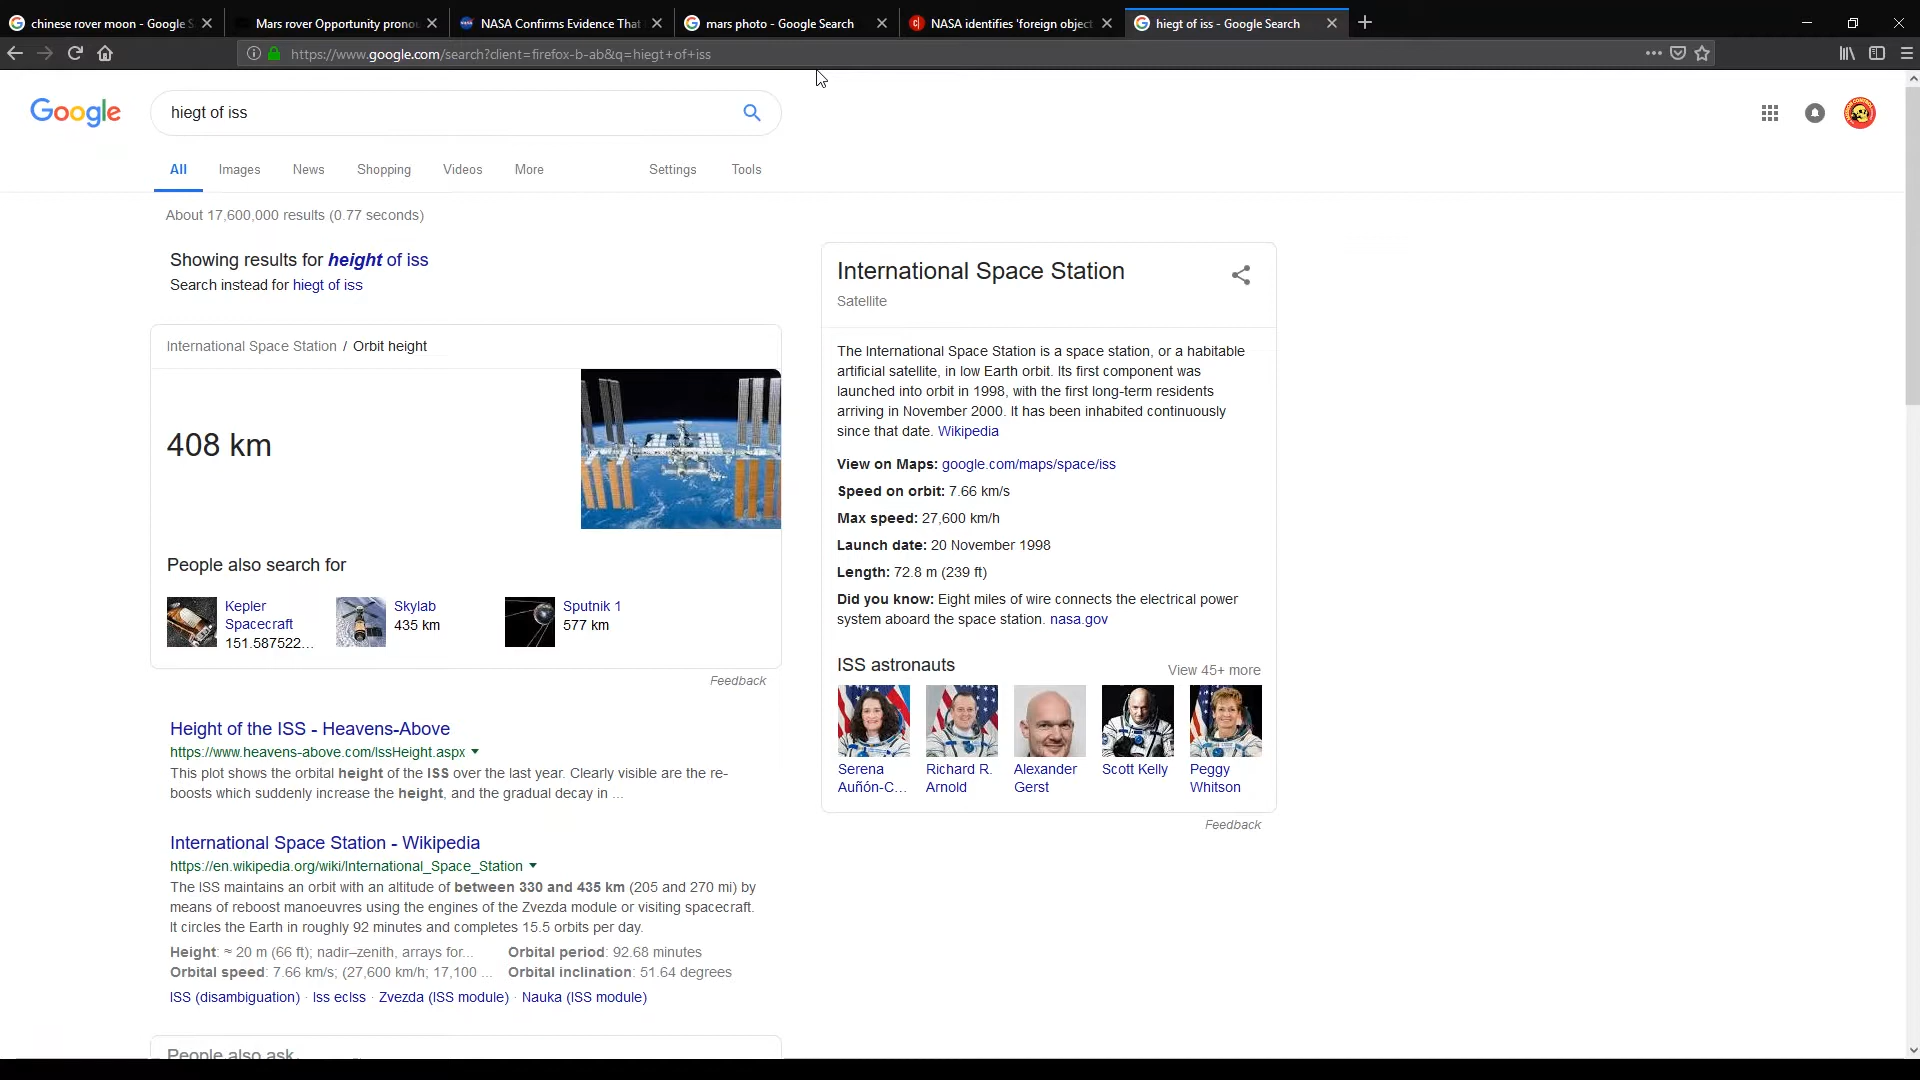 chinese rover moon - Google S
Mars rover Opportunity prono
NASA Confirms Evidence That
mars photo - Google Search
NASA identifies 'foreign object
hiegt of iss - Google Search
https://www.google.com/search?client=firefox-b-ab&q=hiegt+of+iss
Google
hiegt of iss
All
Images
News
Shopping
Videos
More
Settings
Tools
About 17,600,000 results (0.77 seconds)
Showing results for height of iss
Search instead for hiegt of iss
International Space Station / Orbit height
408 km
People also search for
Kepler
Spacecraft
151.587522...
Skylab
435 km
Sputnik 1
577 km
Feedback
Height of the ISS - Heavens-Above
https://www.heavens-above.com/IssHeight.aspx
This plot shows the orbital height of the ISS over the last year. Clearly visible are the re-
boosts which suddenly increase the height, and the gradual decay in ...
International Space Station - Wikipedia
https://en.wikipedia.org/wiki/International_Space_Station
The ISS maintains an orbit with an altitude of between 330 and 435 km (205 and 270 mi) by
means of reboost manoeuvres using the engines of the Zvezda module or visiting spacecraft.
It circles the Earth in roughly 92 minutes and completes 15.5 orbits per day.
Height: ≈ 20 m (66 ft); nadir–zenith, arrays for...
Orbital period: 92.68 minutes
Orbital speed: 7.66 km/s; (27,600 km/h; 17,100 ...
Orbital inclination: 51.64 degrees
ISS (disambiguation) · Iss eclss · Zvezda (ISS module) · Nauka (ISS module)
People also ask
International Space Station
Satellite
The International Space Station is a space station, or a habitable
artificial satellite, in low Earth orbit. Its first component was
launched into orbit in 1998, with the first long-term residents
arriving in November 2000. It has been inhabited continuously
since that date. Wikipedia
View on Maps: google.com/maps/space/iss
Speed on orbit: 7.66 km/s
Max speed: 27,600 km/h
Launch date: 20 November 1998
Length: 72.8 m (239 ft)
Did you know: Eight miles of wire connects the electrical power
system aboard the space station. nasa.gov
ISS astronauts
View 45+ more
Serena
Auñón-C...
Richard R.
Arnold
Alexander
Gerst
Scott Kelly
Peggy
Whitson
Feedback